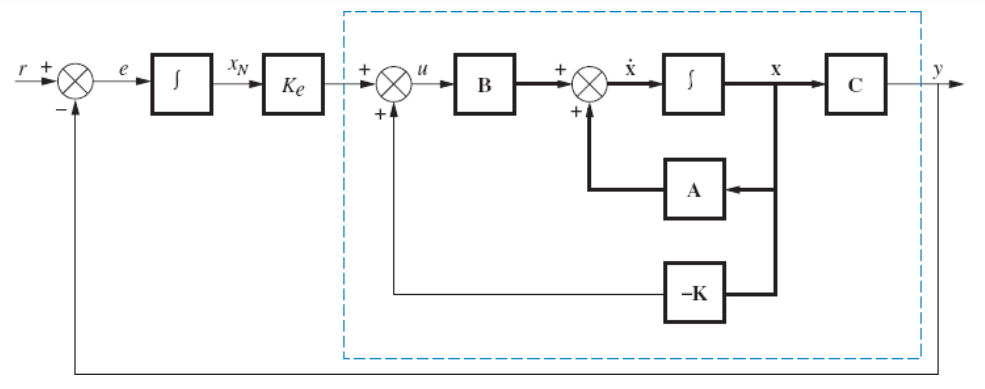 r + e ∫ x_N K_e + u B + ẋ ∫ x C y
−
+ +
A
−K